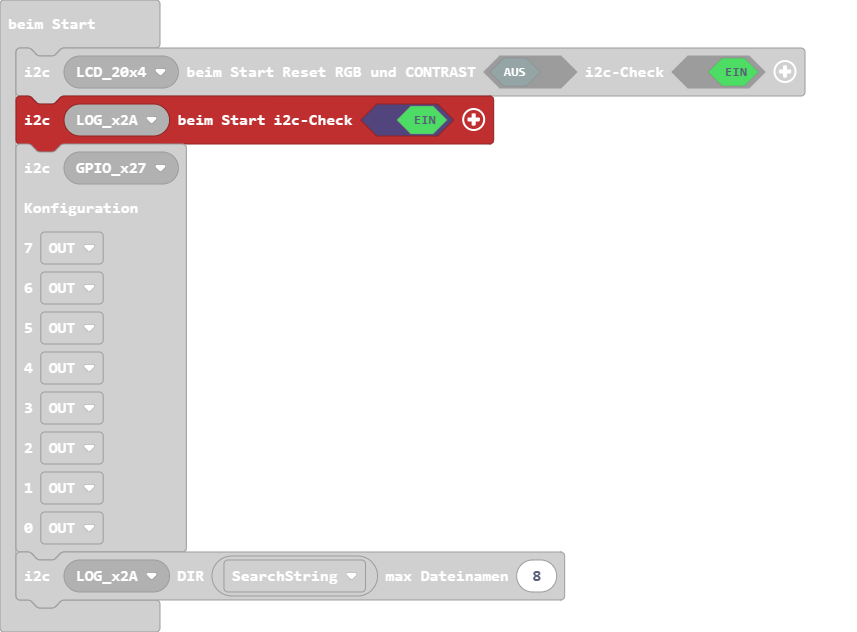 beim Start
i2c LCD_20x4 beim Start Reset RGB und CONTRAST AUS i2c-Check EIN
i2c LOG_x2A beim Start i2c-Check EIN
i2c GPIO_x27
Konfiguration
7 OUT
6 OUT
5 OUT
4 OUT
3 OUT
2 OUT
1 OUT
0 OUT
i2c LOG_x2A DIR SearchString max Dateinamen 8